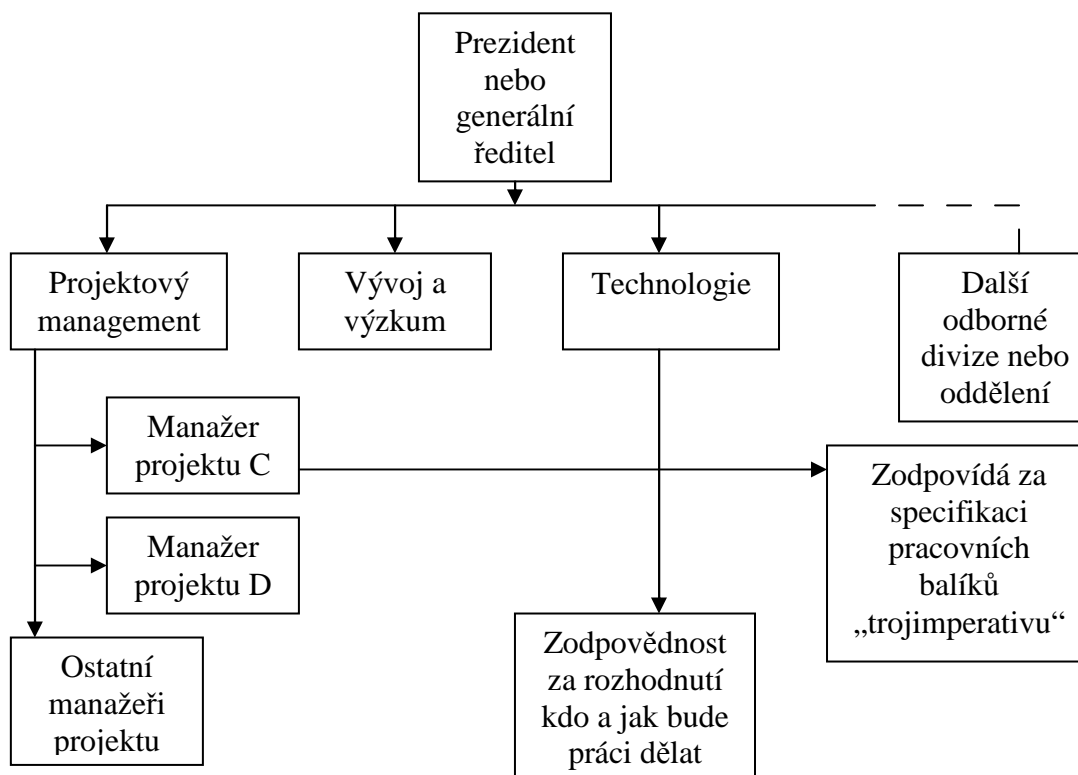 Prezident
nebo
generální
ředitel
Projektový
management
Vývoj a
výzkum
Technologie
Další
odborné
divize nebo
oddělení
Manažer
projektu C
Zodpovídá za
specifikaci
pracovních
balíků
„trojimperativu“
Manažer
projektu D
Ostatní
manažeři
projektu
Zodpovědnost
za rozhodnutí
kdo a jak bude
práci dělat